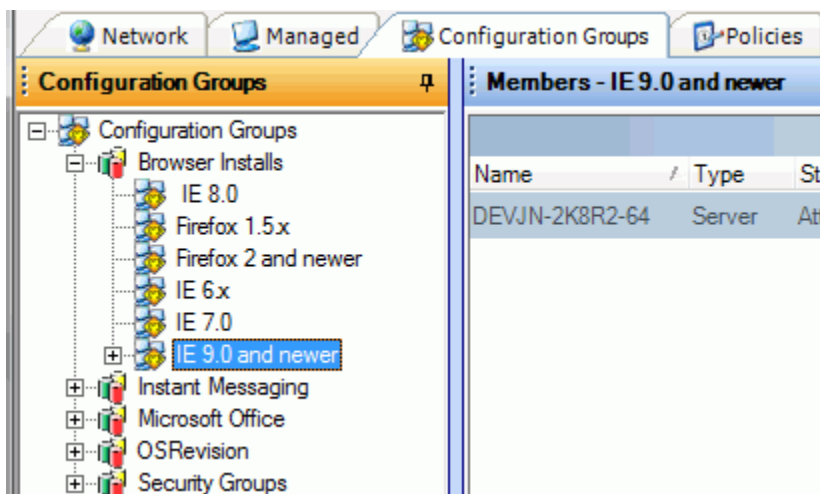 Network Managed Configuration Groups Policies
Configuration Groups
Members - IE 9.0 and newer
Configuration Groups
Browser Installs
IE 8.0
Firefox 1.5.x
Firefox 2 and newer
IE 6.x
IE 7.0
IE 9.0 and newer
Instant Messaging
Microsoft Office
OSRevision
Security Groups
Name / Type St
DEVJN-2K8R2-64 Server Att